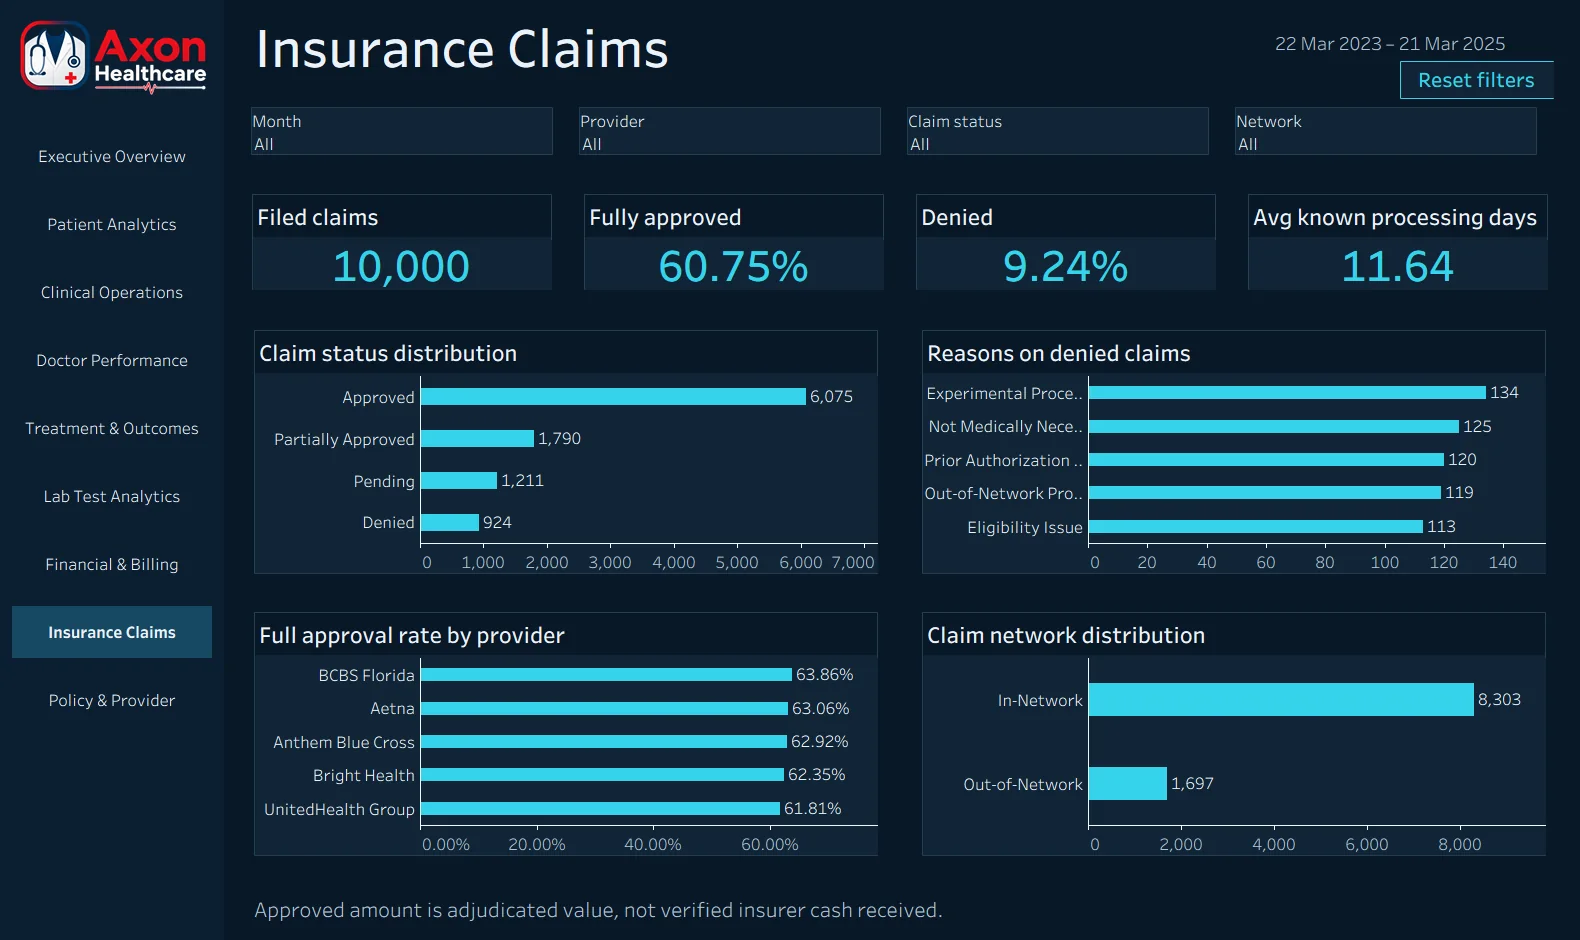 Axon
Healthcare
Insurance Claims
22 Mar 2023 – 21 Mar 2025
Reset filters
Month
All
Provider
All
Claim status
All
Network
All
Executive Overview
Patient Analytics
Clinical Operations
Doctor Performance
Treatment & Outcomes
Lab Test Analytics
Financial & Billing
Insurance Claims
Policy & Provider
Filed claims
10,000
Fully approved
60.75%
Denied
9.24%
Avg known processing days
11.64
Claim status distribution
Approved 6,075
Partially Approved 1,790
Pending 1,211
Denied 924
0 1,000 2,000 3,000 4,000 5,000 6,000 7,000
Reasons on denied claims
Experimental Proce.. 134
Not Medically Nece.. 125
Prior Authorization .. 120
Out-of-Network Pro.. 119
Eligibility Issue 113
0 20 40 60 80 100 120 140
Full approval rate by provider
BCBS Florida 63.86%
Aetna 63.06%
Anthem Blue Cross 62.92%
Bright Health 62.35%
UnitedHealth Group 61.81%
0.00% 20.00% 40.00% 60.00%
Claim network distribution
In-Network 8,303
Out-of-Network 1,697
0 2,000 4,000 6,000 8,000
Approved amount is adjudicated value, not verified insurer cash received.